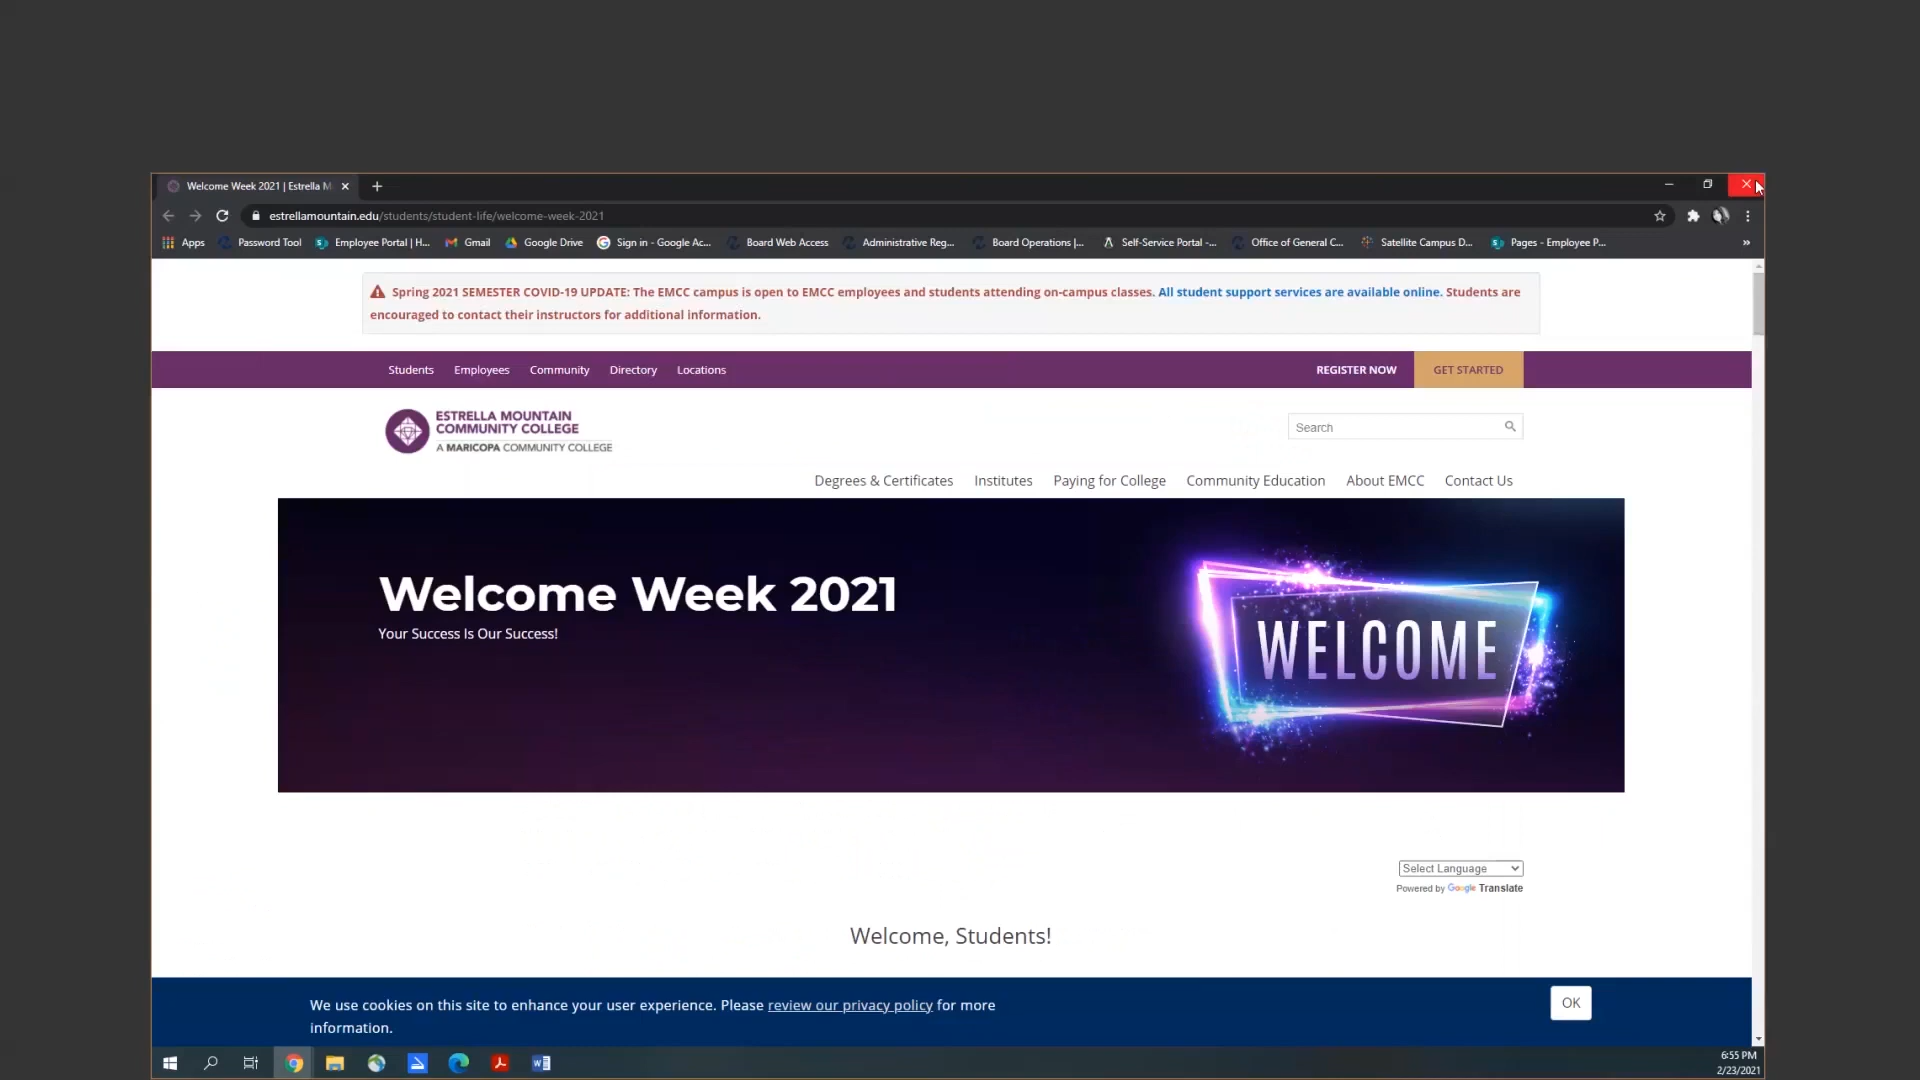 Welcome Week 2021 | Estrella M
estrellamountain.edu/students/student-life/welcome-week-2021
Apps Password Tool Employee Portal | H... Gmail Google Drive Sign in - Google Ac... Board Web Access Administrative Reg... Board Operations |... Self-Service Portal -... Office of General C... Satellite Campus D... Pages - Employee P... »
Spring 2021 SEMESTER COVID-19 UPDATE: The EMCC campus is open to EMCC employees and students attending on-campus classes. All student support services are available online. Students are
encouraged to contact their instructors for additional information.
Students Employees Community Directory Locations REGISTER NOW GET STARTED
ESTRELLA MOUNTAIN
COMMUNITY COLLEGE
A MARICOPA COMMUNITY COLLEGE
Search
Degrees & Certificates Institutes Paying for College Community Education About EMCC Contact Us
Welcome Week 2021
Your Success Is Our Success!
WELCOME
Select Language
Powered by Google Translate
Welcome, Students!
We use cookies on this site to enhance your user experience. Please review our privacy policy for more
information.
OK
6:55 PM
2/23/2021